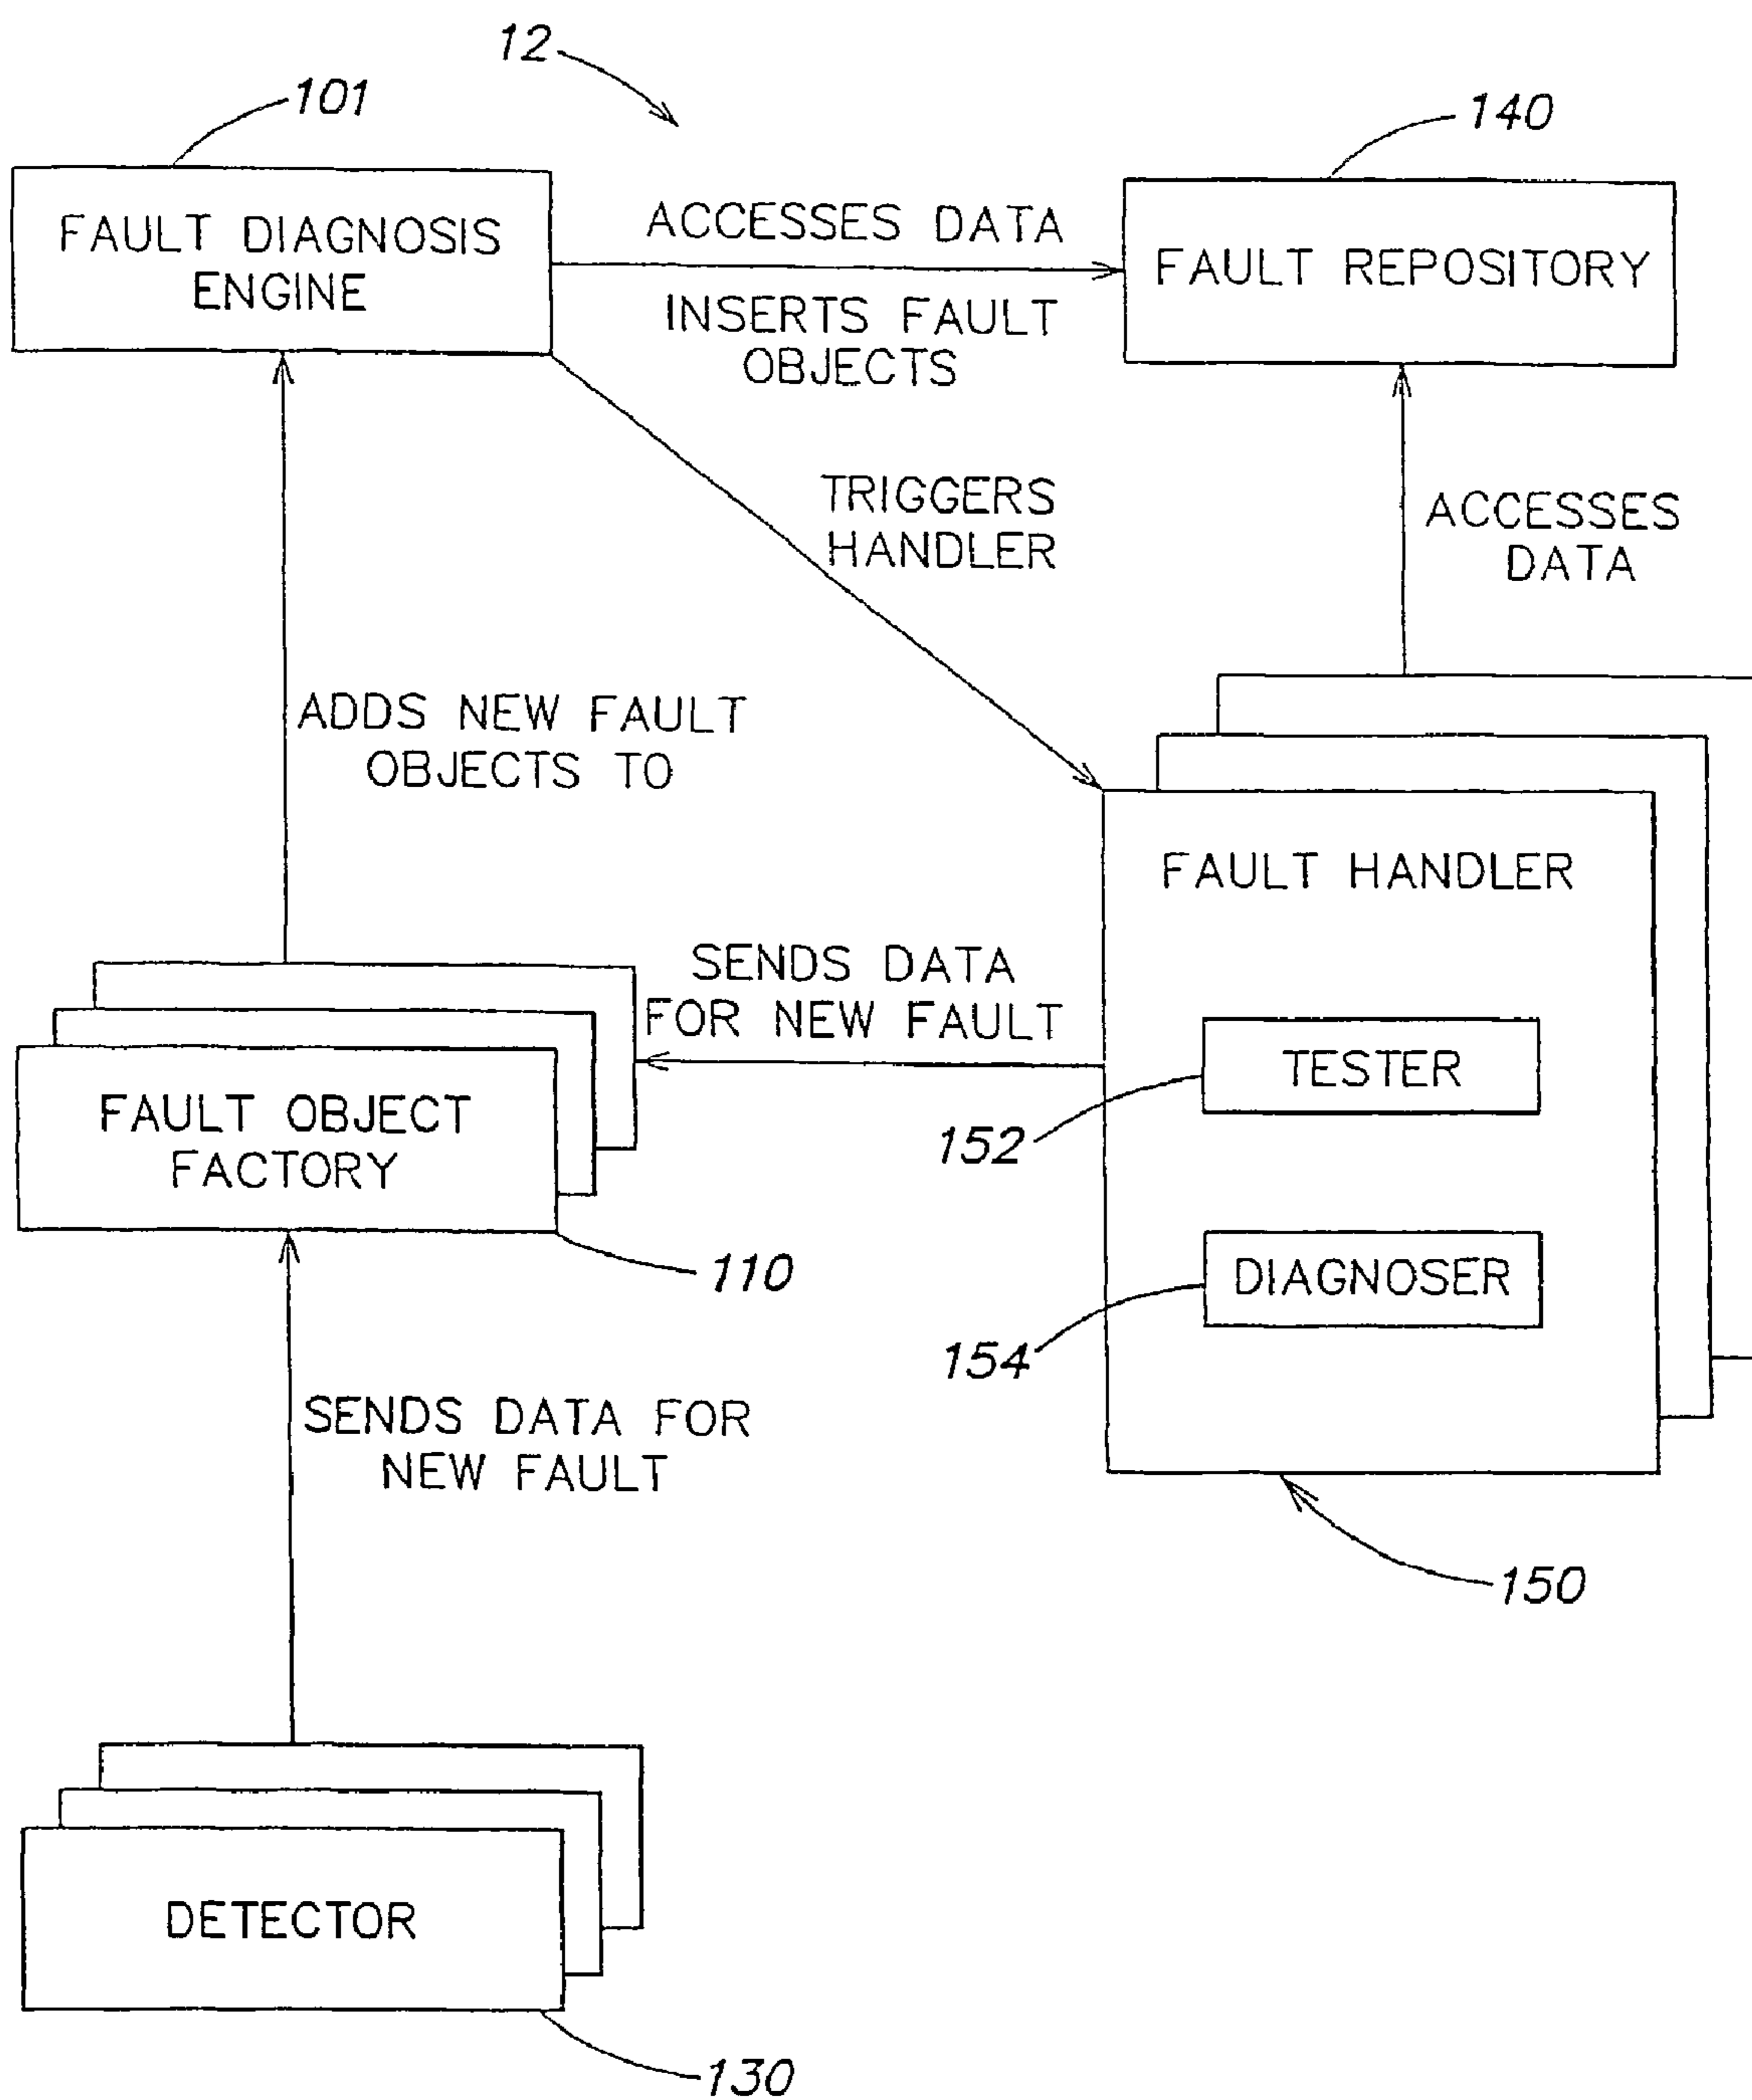 12
101
140
FAULT DIAGNOSIS
ENGINE
ACCESSES DATA
INSERTS FAULT
OBJECTS
FAULT REPOSITORY
TRIGGERS
HANDLER
ACCESSES
DATA
ADDS NEW FAULT
OBJECTS TO
FAULT HANDLER
SENDS DATA
FOR NEW FAULT
TESTER
152
FAULT OBJECT
FACTORY
110
DIAGNOSER
154
SENDS DATA FOR
NEW FAULT
150
DETECTOR
130